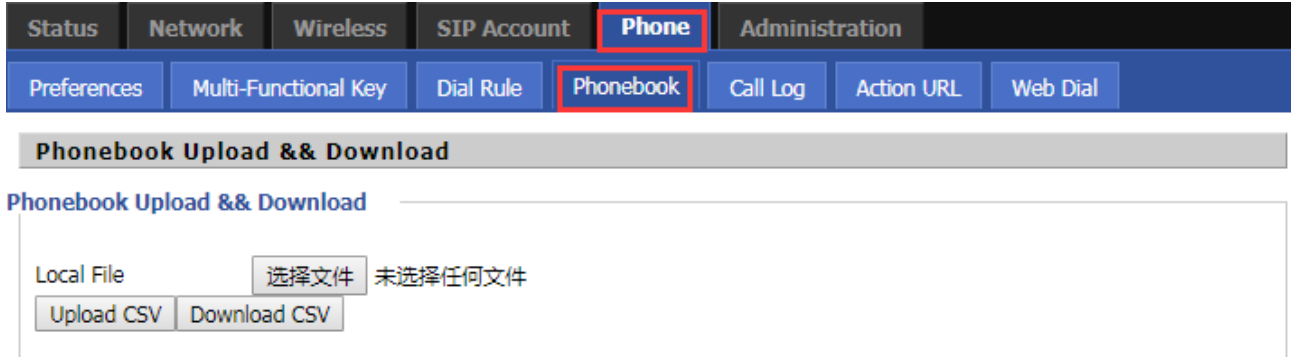 Status Network Wireless SIP Account Phone Administration
Preferences Multi-Functional Key Dial Rule Phonebook Call Log Action URL Web Dial
Phonebook Upload && Download
Phonebook Upload && Download
Local File 选择文件 未选择任何文件
Upload CSV Download CSV